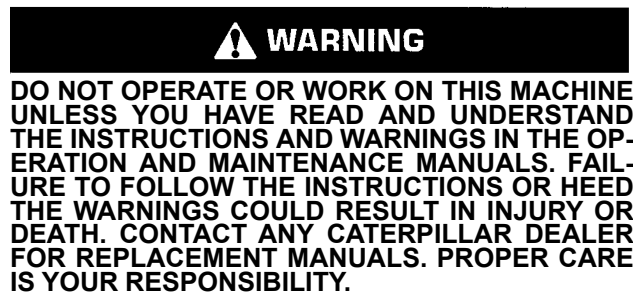 WARNING
DO NOT OPERATE OR WORK ON THIS MACHINE
UNLESS YOU HAVE READ AND UNDERSTAND
THE INSTRUCTIONS AND WARNINGS IN THE OP-
ERATION AND MAINTENANCE MANUALS. FAIL-
URE TO FOLLOW THE INSTRUCTIONS OR HEED
THE WARNINGS COULD RESULT IN INJURY OR
DEATH. CONTACT ANY CATERPILLAR DEALER
FOR REPLACEMENT MANUALS. PROPER CARE
IS YOUR RESPONSIBILITY.